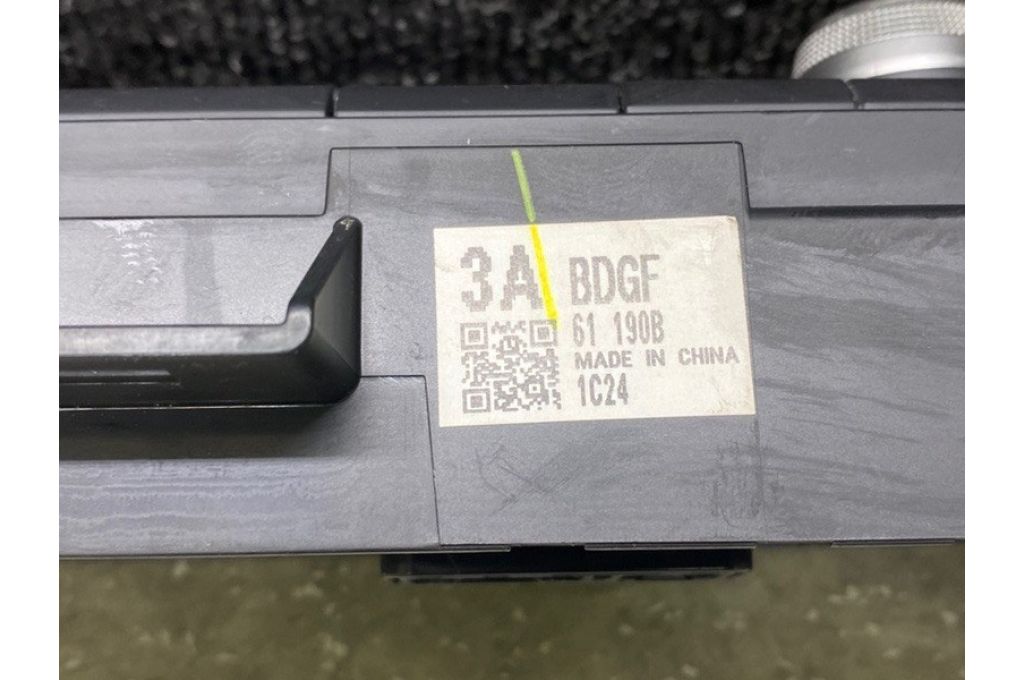 3A BDGF
61 190B
MADE IN CHINA
1C24